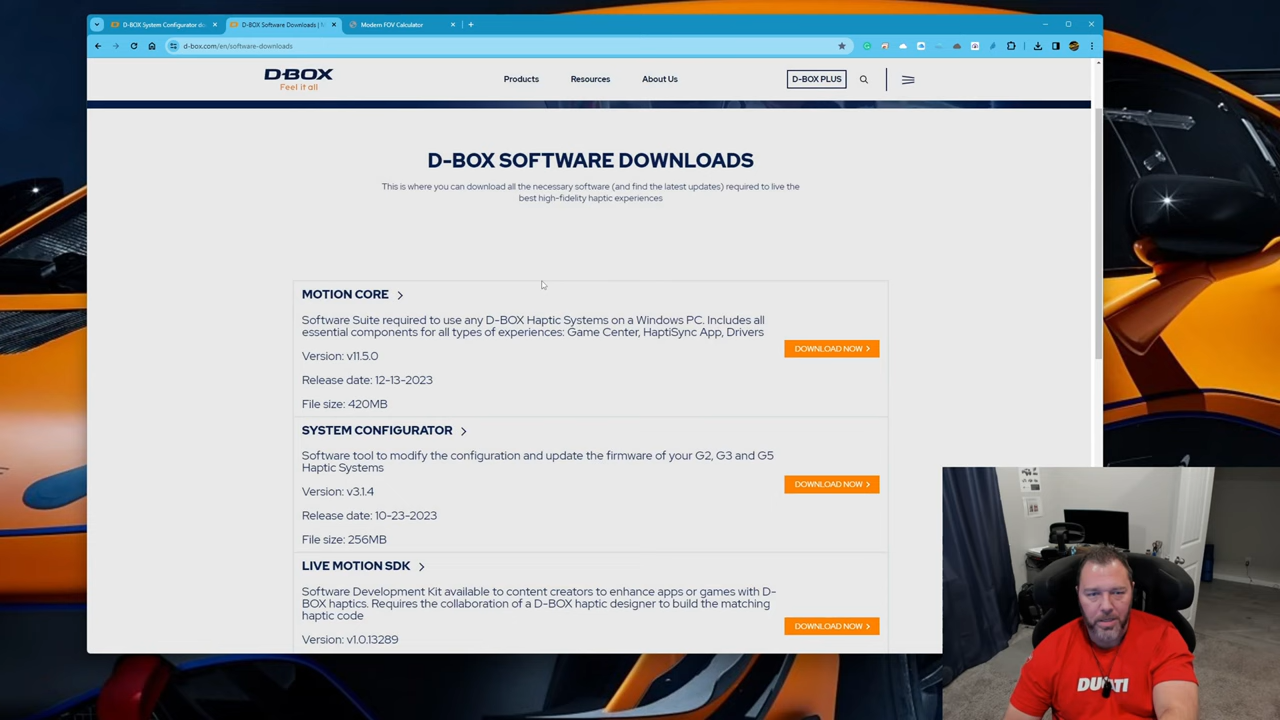 D-BOX System Configurator do
D-BOX Software Downloads |
Modern FOV Calculator
d-box.com/en/software-downloads
D-BOX
Feel it all
Products
Resources
About Us
D-BOX PLUS
D-BOX SOFTWARE DOWNLOADS
This is where you can download all the necessary software (and find the latest updates) required to live the
best high-fidelity haptic experiences
MOTION CORE
Software Suite required to use any D-BOX Haptic Systems on a Windows PC. Includes all
essential components for all types of experiences: Game Center, HaptiSync App, Drivers
Version: v11.5.0
Release date: 12-13-2023
File size: 420MB
DOWNLOAD NOW
SYSTEM CONFIGURATOR
Software tool to modify the configuration and update the firmware of your G2, G3 and G5
Haptic Systems
Version: v3.1.4
Release date: 10-23-2023
File size: 256MB
DOWNLOAD NOW
LIVE MOTION SDK
Software Development Kit available to content creators to enhance apps or games with D-
BOX haptics. Requires the collaboration of a D-BOX haptic designer to build the matching
haptic code
Version: v1.0.13289
DOWNLOAD NOW